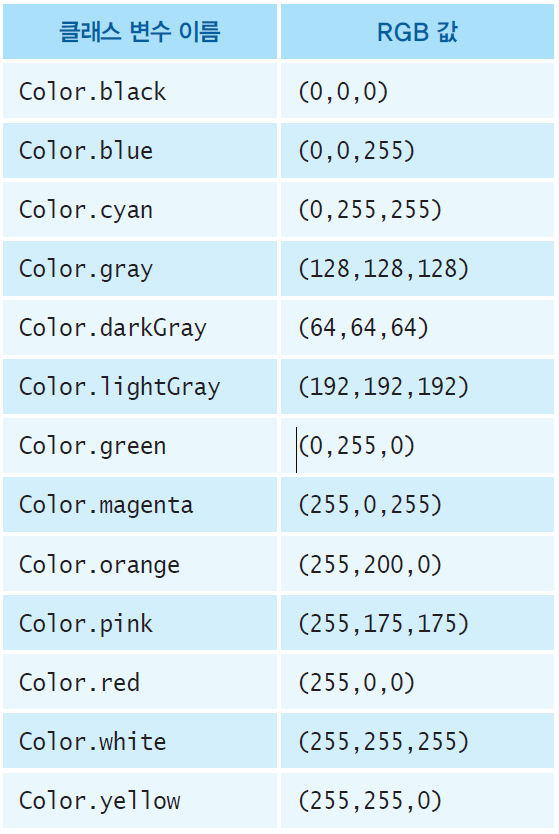 클래스 변수 이름 RGB 값
Color.black (0,0,0)
Color.blue (0,0,255)
Color.cyan (0,255,255)
Color.gray (128,128,128)
Color.darkGray (64,64,64)
Color.lightGray (192,192,192)
Color.green (0,255,0)
Color.magenta (255,0,255)
Color.orange (255,200,0)
Color.pink (255,175,175)
Color.red (255,0,0)
Color.white (255,255,255)
Color.yellow (255,255,0)